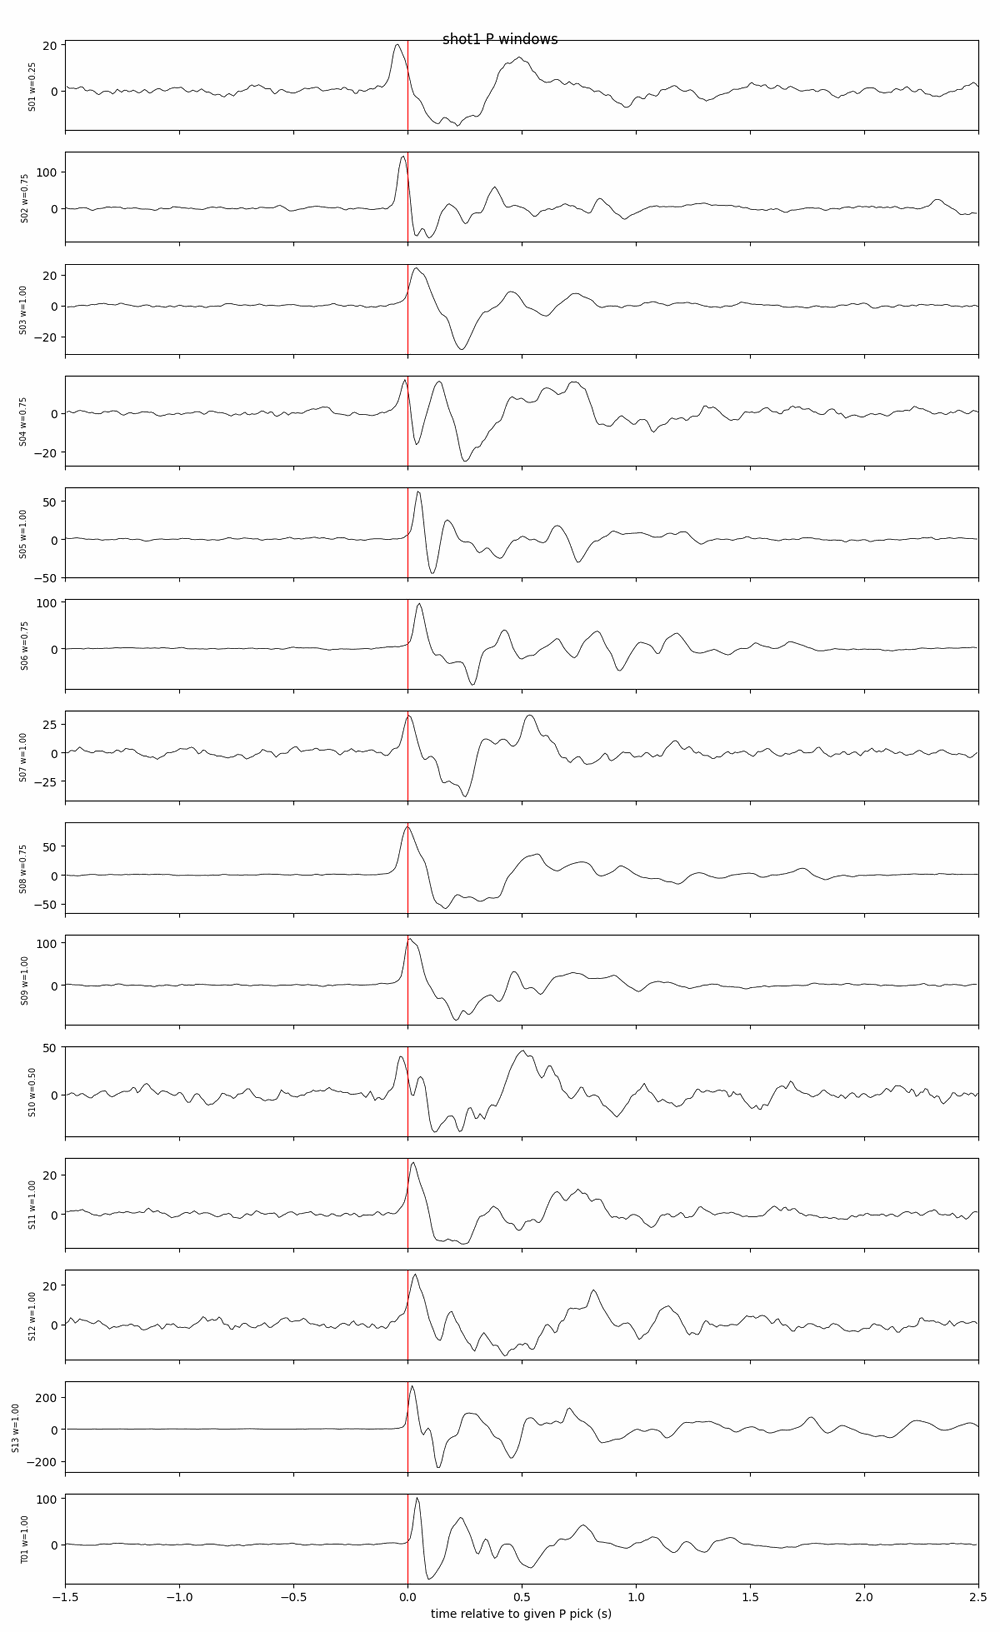 shot1 P windows
20
0
S01 w=0.25
100
0
S02 w=0.75
20
0
−20
S03 w=1.00
0
−20
S04 w=0.75
50
0
−50
S05 w=1.00
100
0
S06 w=0.75
25
0
−25
S07 w=1.00
50
0
−50
S08 w=0.75
100
0
S09 w=1.00
50
0
S10 w=0.50
20
0
S11 w=1.00
20
0
S12 w=1.00
200
0
−200
S13 w=1.00
100
0
T01 w=1.00
−1.5 −1.0 −0.5 0.0 0.5 1.0 1.5 2.0 2.5
time relative to given P pick (s)